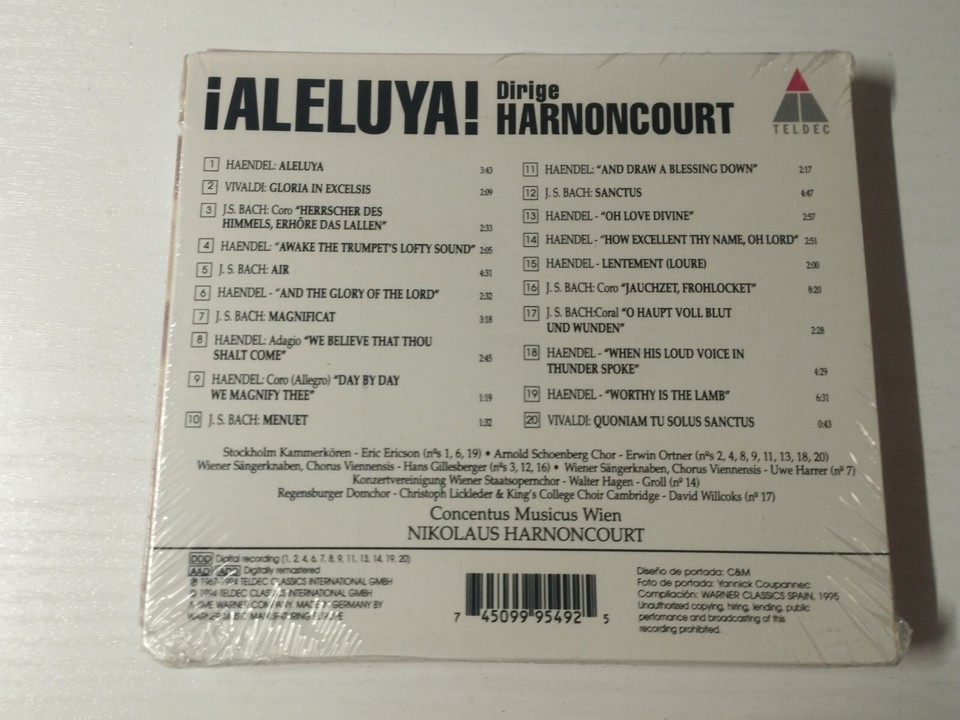 ¡ALELUYA! Dirige HARNONCOURT
TELDEC
1 HAENDEL: ALELUYA 3:43
2 VIVALDI: GLORIA IN EXCELSIS 2:09
3 J.S. BACH: Coro “HERRSCHER DES
HIMMELS, ERHÖRE DAS LALLEN” 2:33
4 HAENDEL: “AWAKE THE TRUMPET'S LOFTY SOUND” 2:05
5 J. S. BACH: AIR 4:31
6 HAENDEL - “AND THE GLORY OF THE LORD” 2:32
7 J. S. BACH: MAGNIFICAT 3:18
8 HAENDEL: Adagio “WE BELIEVE THAT THOU
SHALT COME” 2:45
9 HAENDEL: Coro (Allegro) “DAY BY DAY
WE MAGNIFY THEE” 1:19
10 J. S. BACH: MENUET 1:32
11 HAENDEL: “AND DRAW A BLESSING DOWN” 2:17
12 J. S. BACH: SANCTUS 4:47
13 HAENDEL - “OH LOVE DIVINE” 2:57
14 HAENDEL - “HOW EXCELLENT THY NAME, OH LORD” 2:51
15 HAENDEL - LENTEMENT (LOURE) 2:00
16 J. S. BACH: Coro “JAUCHZET, FROHLOCKET” 8:20
17 J. S. BACH:Coral “O HAUPT VOLL BLUT
UND WUNDEN” 2:28
18 HAENDEL - “WHEN HIS LOUD VOICE IN
THUNDER SPOKE” 4:29
19 HAENDEL - “WORTHY IS THE LAMB” 6:31
20 VIVALDI: QUONIAM TU SOLUS SANCTUS 0:43
Stockholm Kammerkören - Eric Ericson (nºs 1, 6, 19) • Arnold Schoenberg Chor - Erwin Ortner (nºs 2, 4, 8, 9, 11, 13, 18, 20)
Wiener Sängerknaben, Chorus Viennensis - Hans Gillesberger (nºs 3, 12, 16) • Wiener Sängerknaben, Chorus Viennensis - Uwe Harrer (nº 7)
Konzertvereinigung Wiener Staatsopernchor - Walter Hagen - Groll (nº 14)
Regensburger Domchor - Christoph Lickleder & King's College Choir Cambridge - David Willcoks (nº 17)
Concentus Musicus Wien
NIKOLAUS HARNONCOURT
DDD Digital recording (1, 2, 4, 6, 7, 8, 9, 11, 13, 14, 19, 20)
AAD ADD Digitally remastered
℗ 1967-1994 TELDEC CLASSICS INTERNATIONAL GMBH
© 1994 TELDEC CLASSICS INTERNATIONAL GMBH
A TIME WARNER COMPANY. MADE IN GERMANY BY
WARNER MUSIC MANUFACTURING EUROPE
7 45099 95492 5
Diseño de portada: C&M
Foto de portada: Yannick Coupannec
Compilación: WARNER CLASSICS SPAIN, 1995
Unauthorized copying, hiring, lending, public
perfomance and broadcasting of this
recording prohibited.